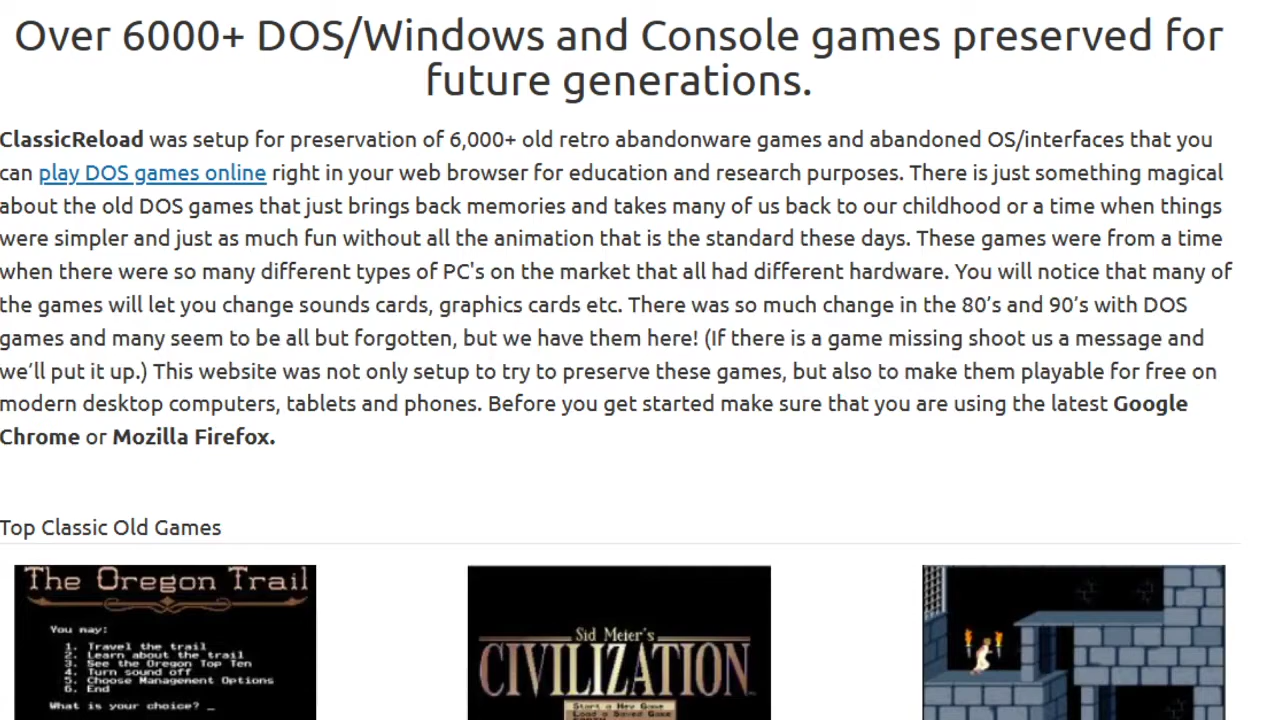 Over 6000+ DOS/Windows and Console games preserved for
future generations.
ClassicReload was setup for preservation of 6,000+ old retro abandonware games and abandoned OS/interfaces that you
can play DOS games online right in your web browser for education and research purposes. There is just something magical
about the old DOS games that just brings back memories and takes many of us back to our childhood or a time when things
were simpler and just as much fun without all the animation that is the standard these days. These games were from a time
when there were so many different types of PC's on the market that all had different hardware. You will notice that many of
the games will let you change sounds cards, graphics cards etc. There was so much change in the 80’s and 90’s with DOS
games and many seem to be all but forgotten, but we have them here! (If there is a game missing shoot us a message and
we’ll put it up.) This website was not only setup to try to preserve these games, but also to make them playable for free on
modern desktop computers, tablets and phones. Before you get started make sure that you are using the latest Google
Chrome or Mozilla Firefox.
Top Classic Old Games
The Oregon Trail
You may:
1. Travel the trail
2. Learn about the trail
3. See the Oregon Top Ten
4. Turn sound off
5. Choose Management Options
6. End
What is your choice? _
Sid Meier's
CIVILIZATION
Start a New Game
Load a Saved Game